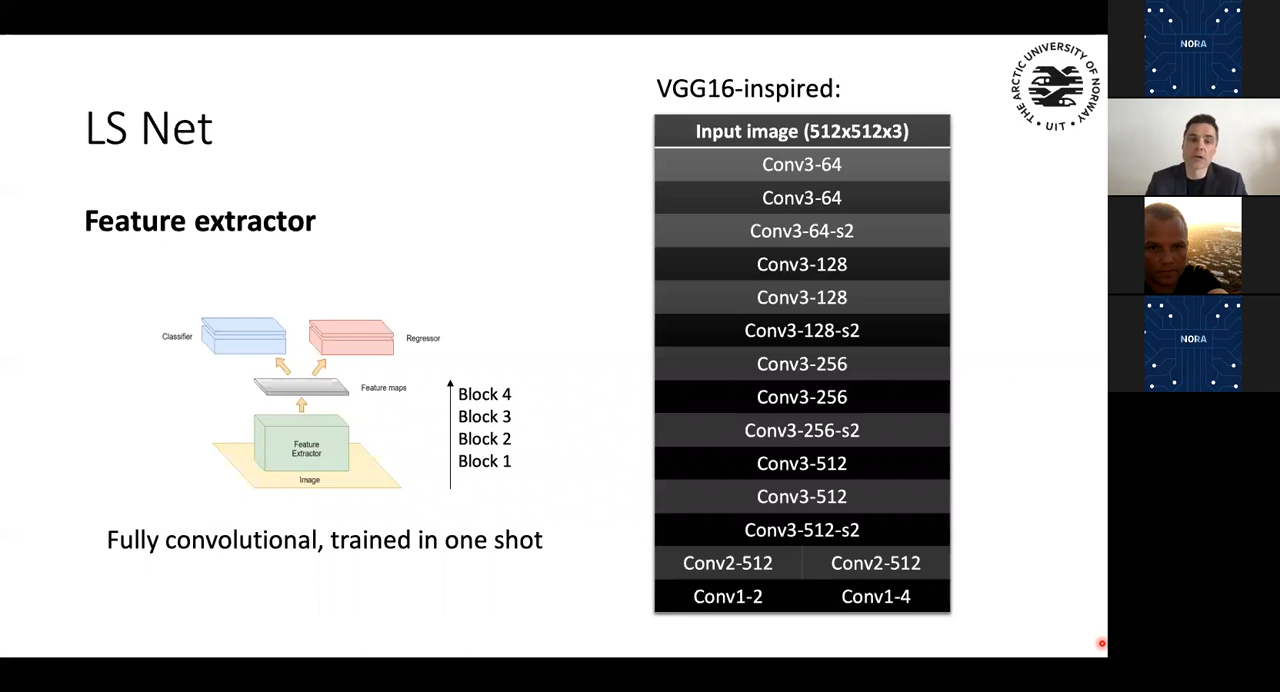 LS Net
Feature extractor
Classifier
Regressor
Feature maps
Feature
Extractor
Image
Block 4
Block 3
Block 2
Block 1
Fully convolutional, trained in one shot
VGG16-inspired:
Input image (512x512x3)
Conv3-64
Conv3-64
Conv3-64-s2
Conv3-128
Conv3-128
Conv3-128-s2
Conv3-256
Conv3-256
Conv3-256-s2
Conv3-512
Conv3-512
Conv3-512-s2
Conv2-512 Conv2-512
Conv1-2 Conv1-4
THE ARCTIC UNIVERSITY OF NORWAY
UIT
NORA
NORA